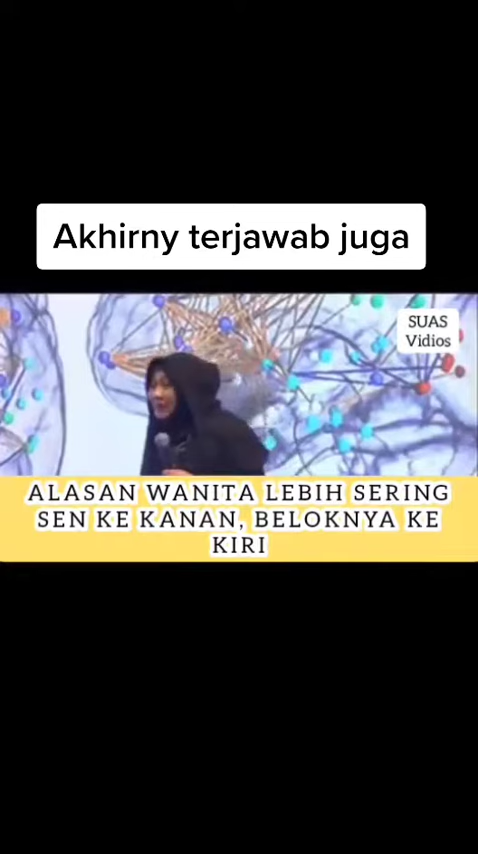 Akhirny terjawab juga
SUAS
Vidios
ALASAN WANITA LEBIH SERING
SEN KE KANAN, BELOKNYA KE
KIRI